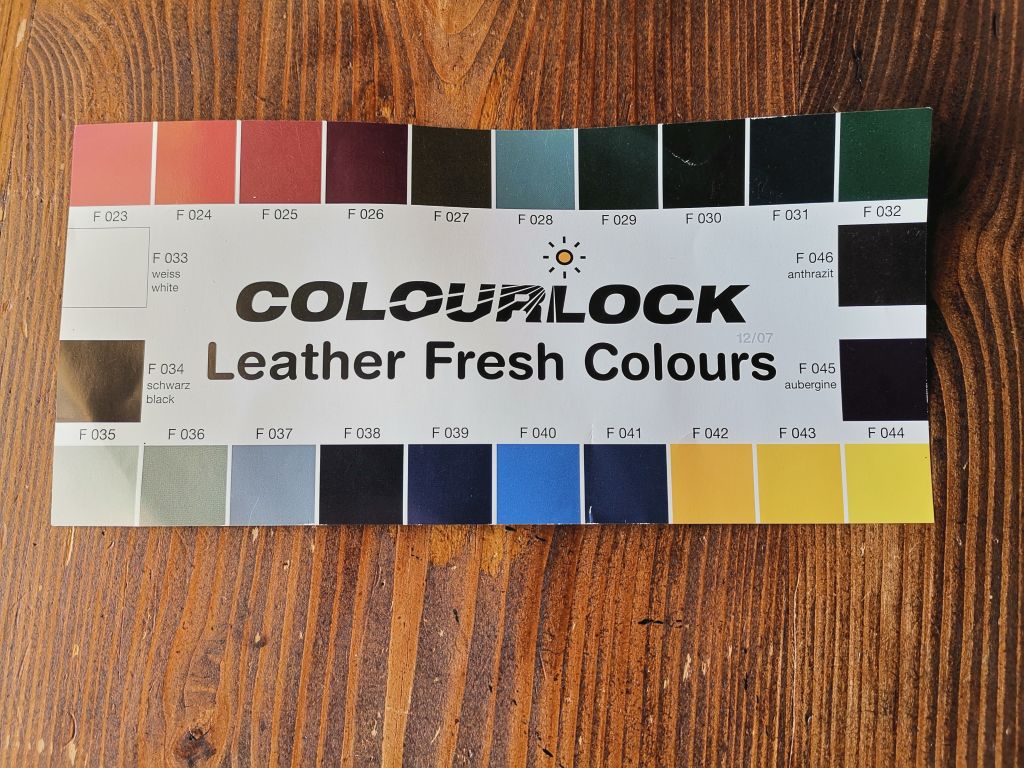 F 023 F 024 F 025 F 026 F 027 F 028 F 029 F 030 F 031 F 032
F 033
weiss
white
F 046
anthrazit
COLOURLOCK
12/07
Leather Fresh Colours
F 034
schwarz
black
F 045
aubergine
F 035 F 036 F 037 F 038 F 039 F 040 F 041 F 042 F 043 F 044